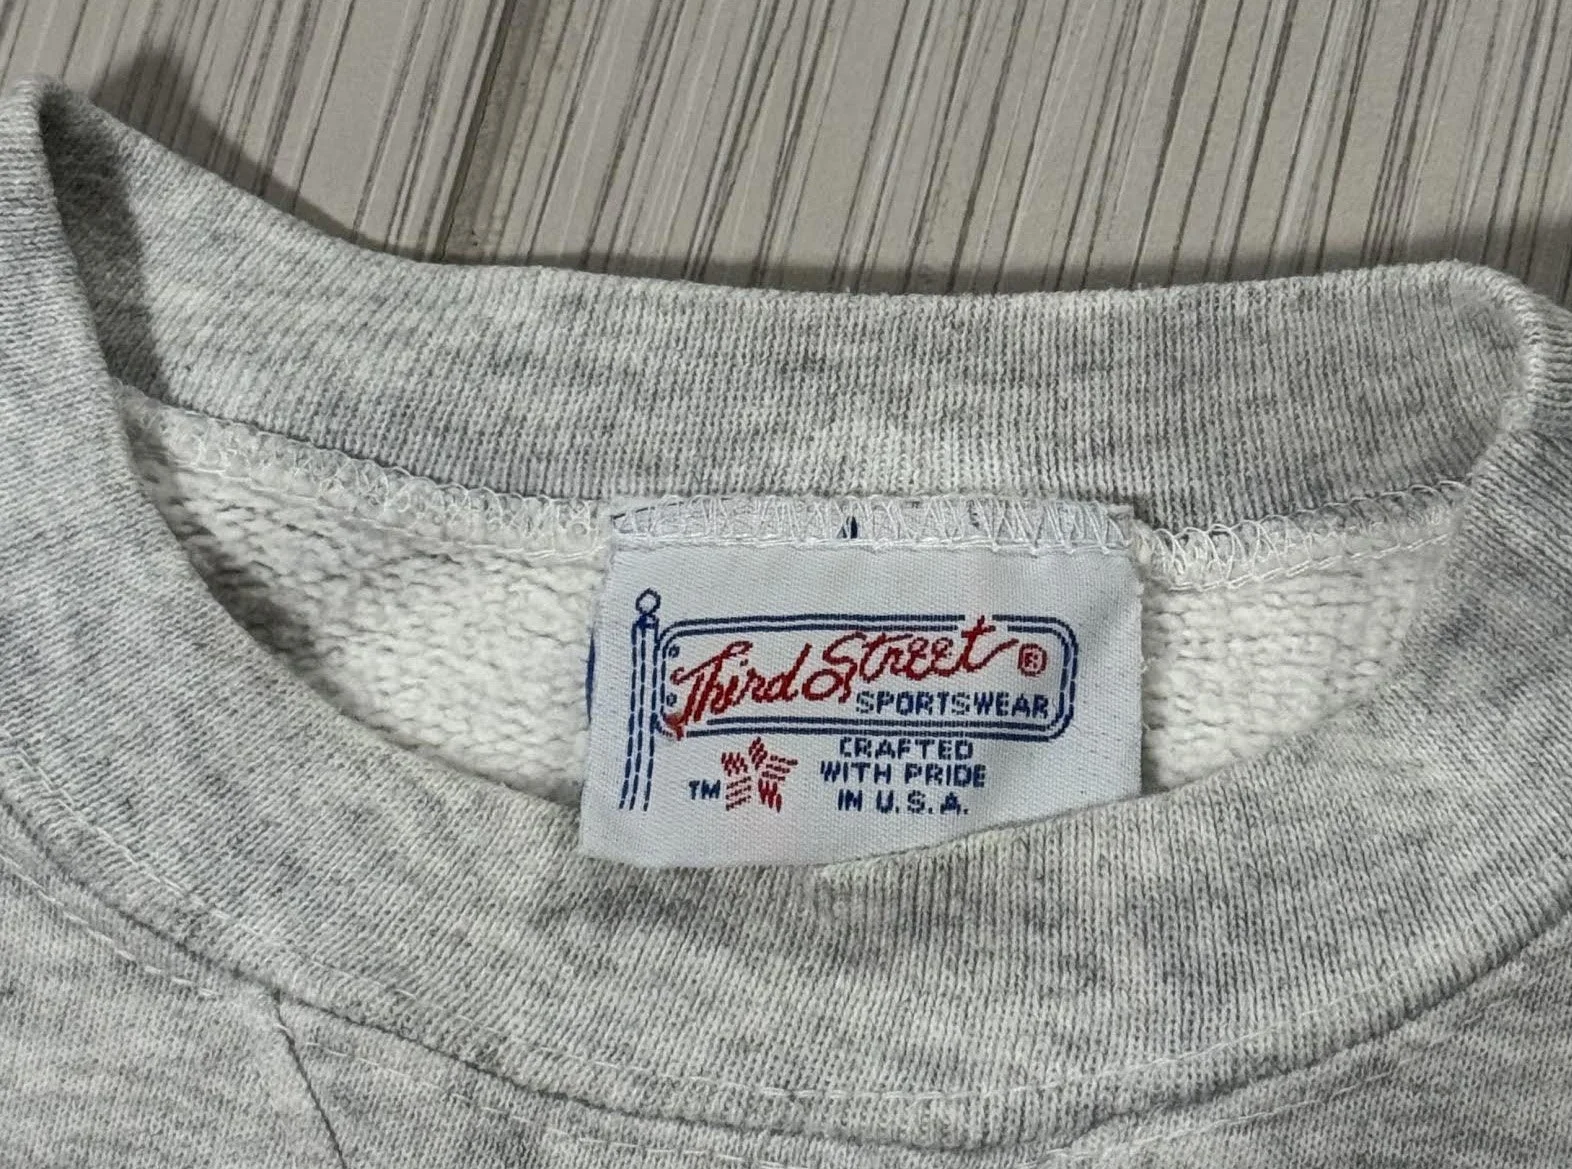 Third Street ®
SPORTSWEAR
TM
CRAFTED
WITH PRIDE
IN U.S.A.